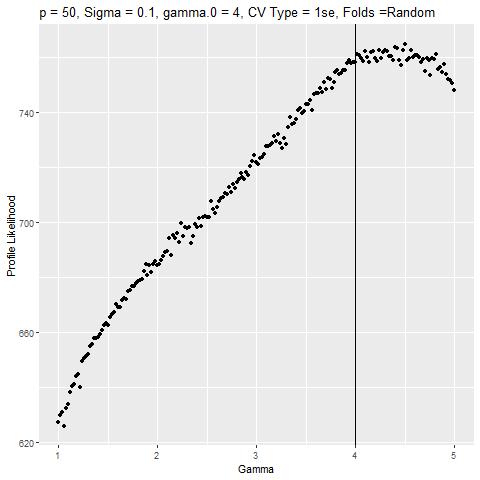 p = 50, Sigma = 0.1, gamma.0 = 4, CV Type = 1se, Folds =Random
Profile Likelihood
740
700
660
620
1 2 3 4 5
Gamma